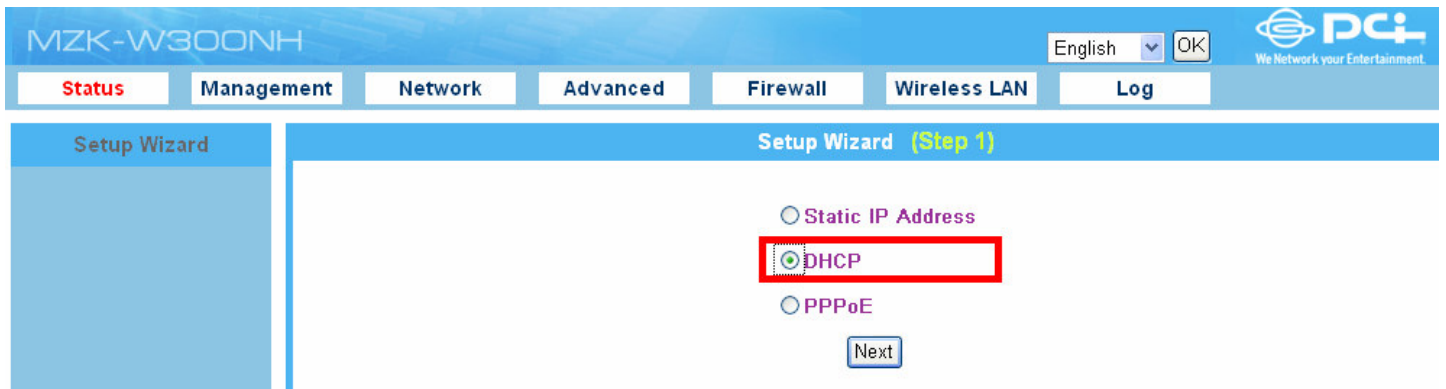 MZK-W300NH
English OK
PCi
We Network your Entertainment.
Status Management Network Advanced Firewall Wireless LAN Log
Setup Wizard
Setup Wizard (Step 1)
Static IP Address
DHCP
PPPoE
Next